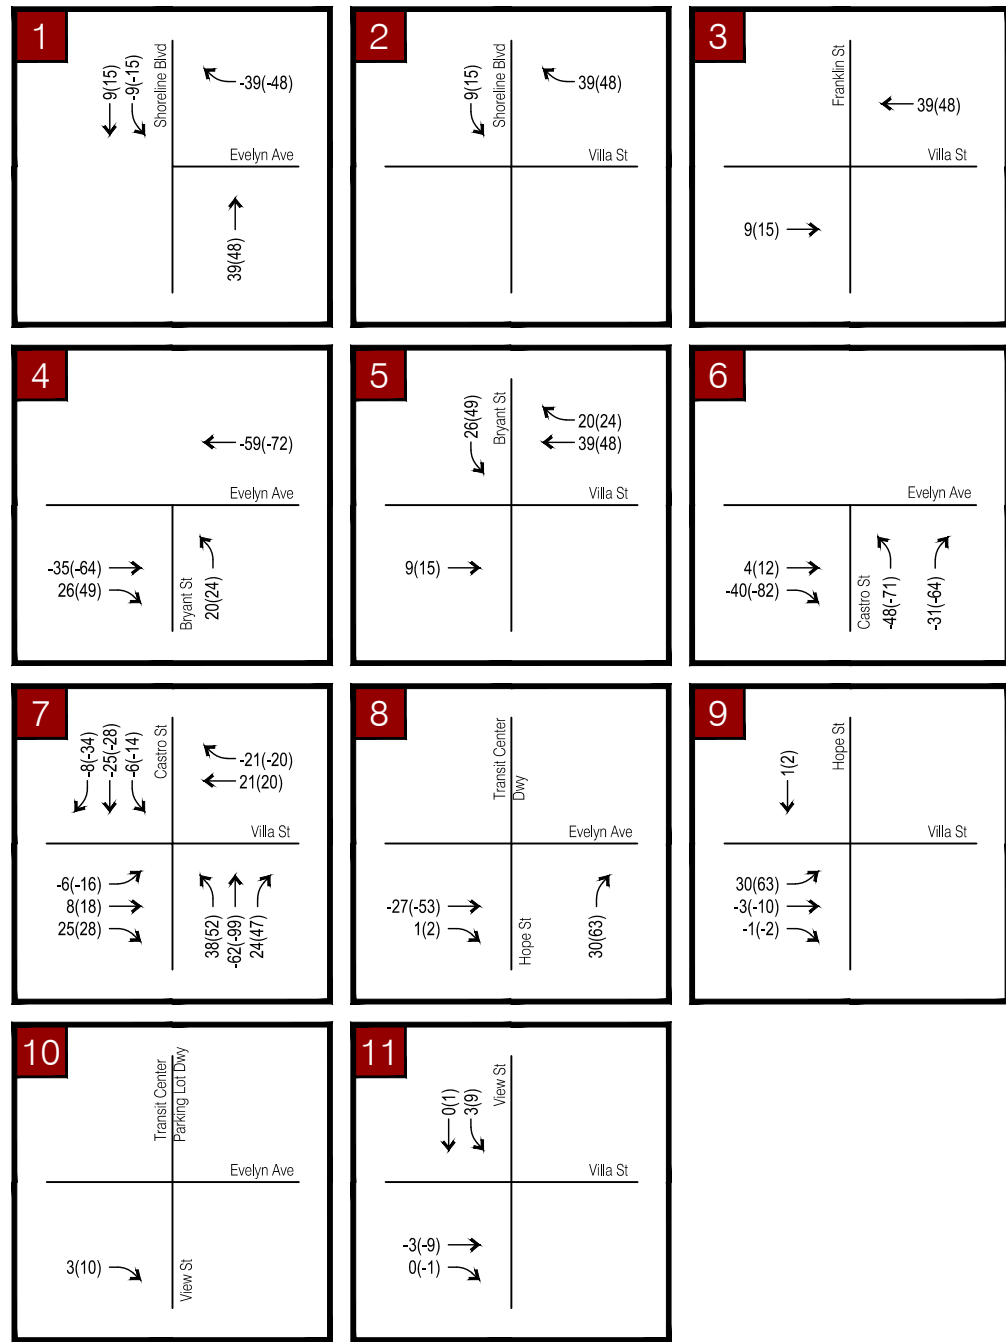 1
9(15)
-9(-15)
Shoreline Blvd
-39(-48)
Evelyn Ave
39(48)
2
9(15)
Shoreline Blvd
39(48)
Villa St
3
Franklin St
39(48)
Villa St
9(15)
4
-59(-72)
Evelyn Ave
-35(-64)
26(49)
Bryant St
20(24)
5
26(49)
Bryant St
20(24)
39(48)
Villa St
9(15)
6
Evelyn Ave
4(12)
-40(-82)
Castro St
-48(-71)
-31(-64)
7
-8(-34)
-25(-28)
-6(-14)
Castro St
-21(-20)
21(20)
Villa St
-6(-16)
8(18)
25(28)
38(52)
-62(-99)
24(47)
8
Transit Center
Dwy
Evelyn Ave
-27(-53)
1(2)
Hope St
30(63)
9
1(2)
Hope St
Villa St
30(63)
-3(-10)
-1(-2)
10
Transit Center
Parking Lot Dwy
Evelyn Ave
3(10)
View St
11
0(1)
3(9)
View St
Villa St
-3(-9)
0(-1)